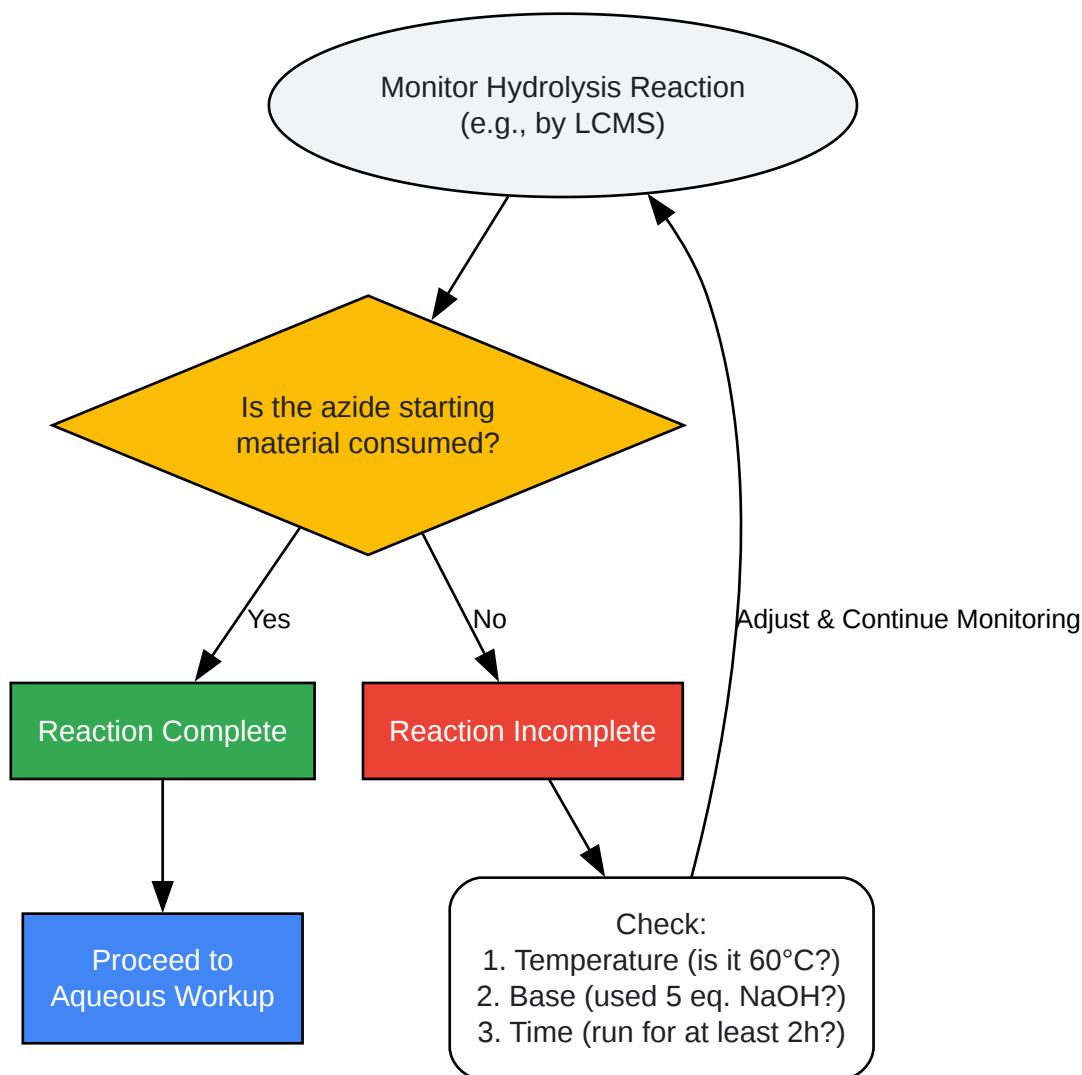 Monitor Hydrolysis Reaction
(e.g., by LCMS)
Is the azide starting
material consumed?
Yes
No
Adjust & Continue Monitoring
Reaction Complete
Reaction Incomplete
Proceed to
Aqueous Workup
Check:
1. Temperature (is it 60°C?)
2. Base (used 5 eq. NaOH?)
3. Time (run for at least 2h?)